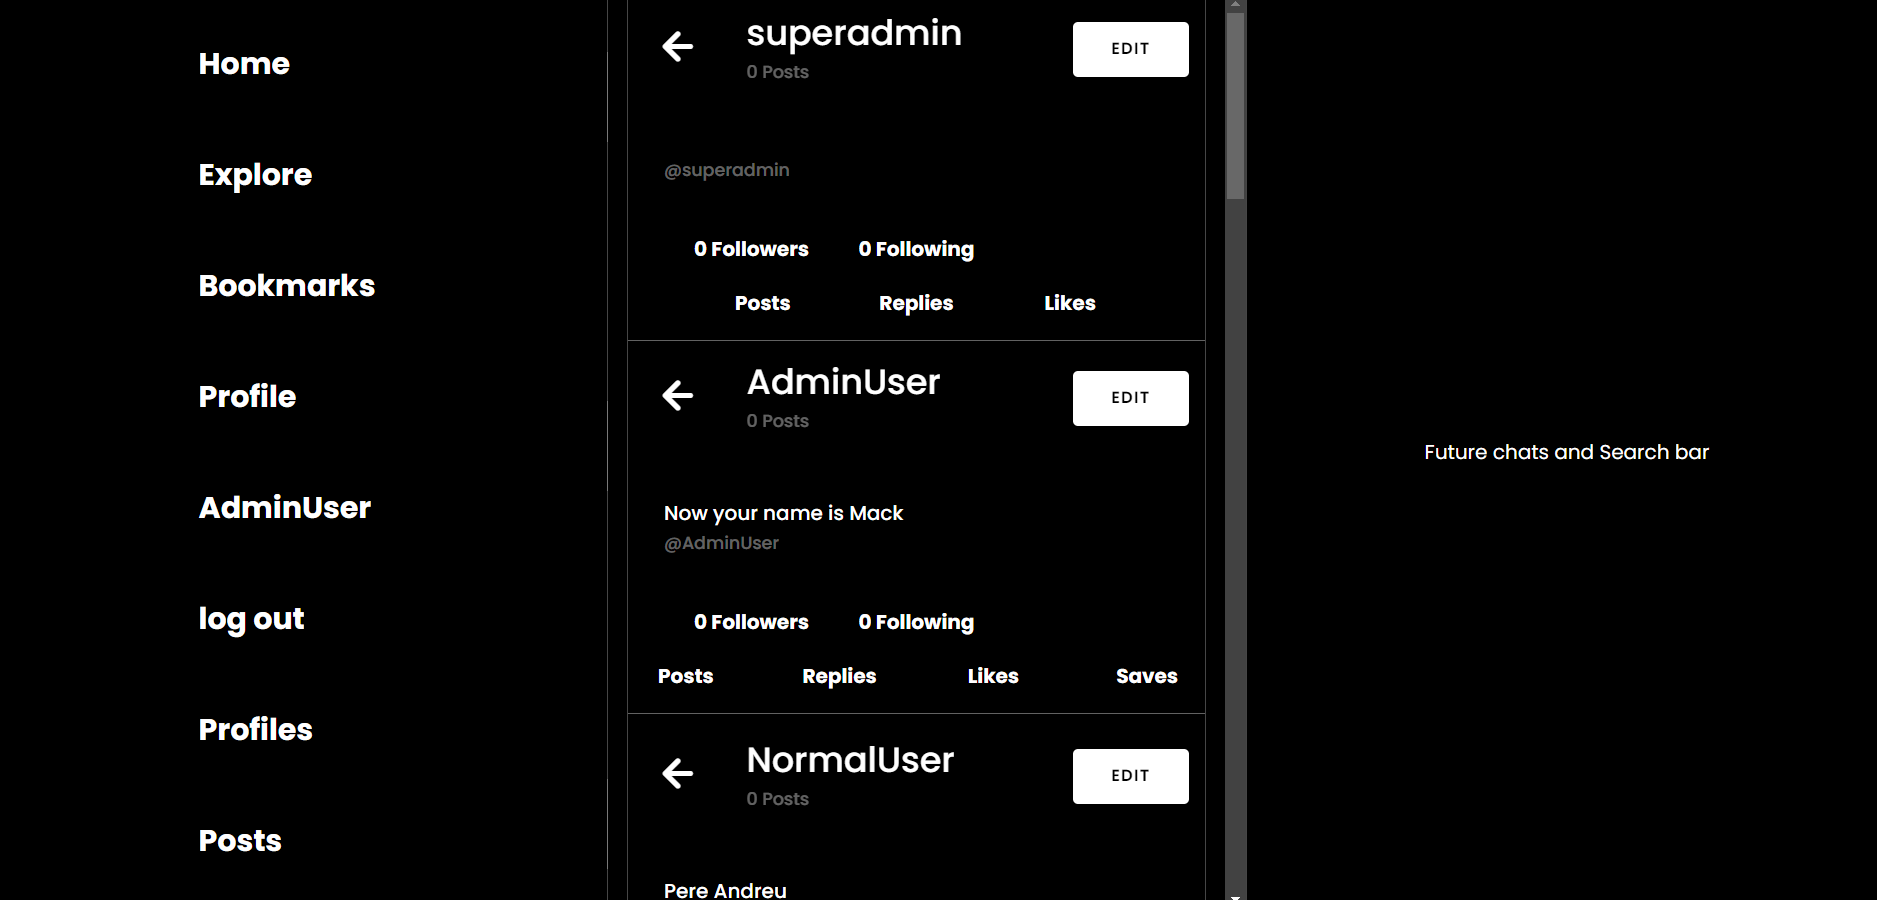 Home
Explore
Bookmarks
Profile
AdminUser
log out
Profiles
Posts
superadmin
EDIT
0 Posts
@superadmin
0 Followers 0 Following
Posts Replies Likes
AdminUser
EDIT
0 Posts
Now your name is Mack
@AdminUser
0 Followers 0 Following
Posts Replies Likes Saves
NormalUser
EDIT
0 Posts
Pere Andreu
Future chats and Search bar